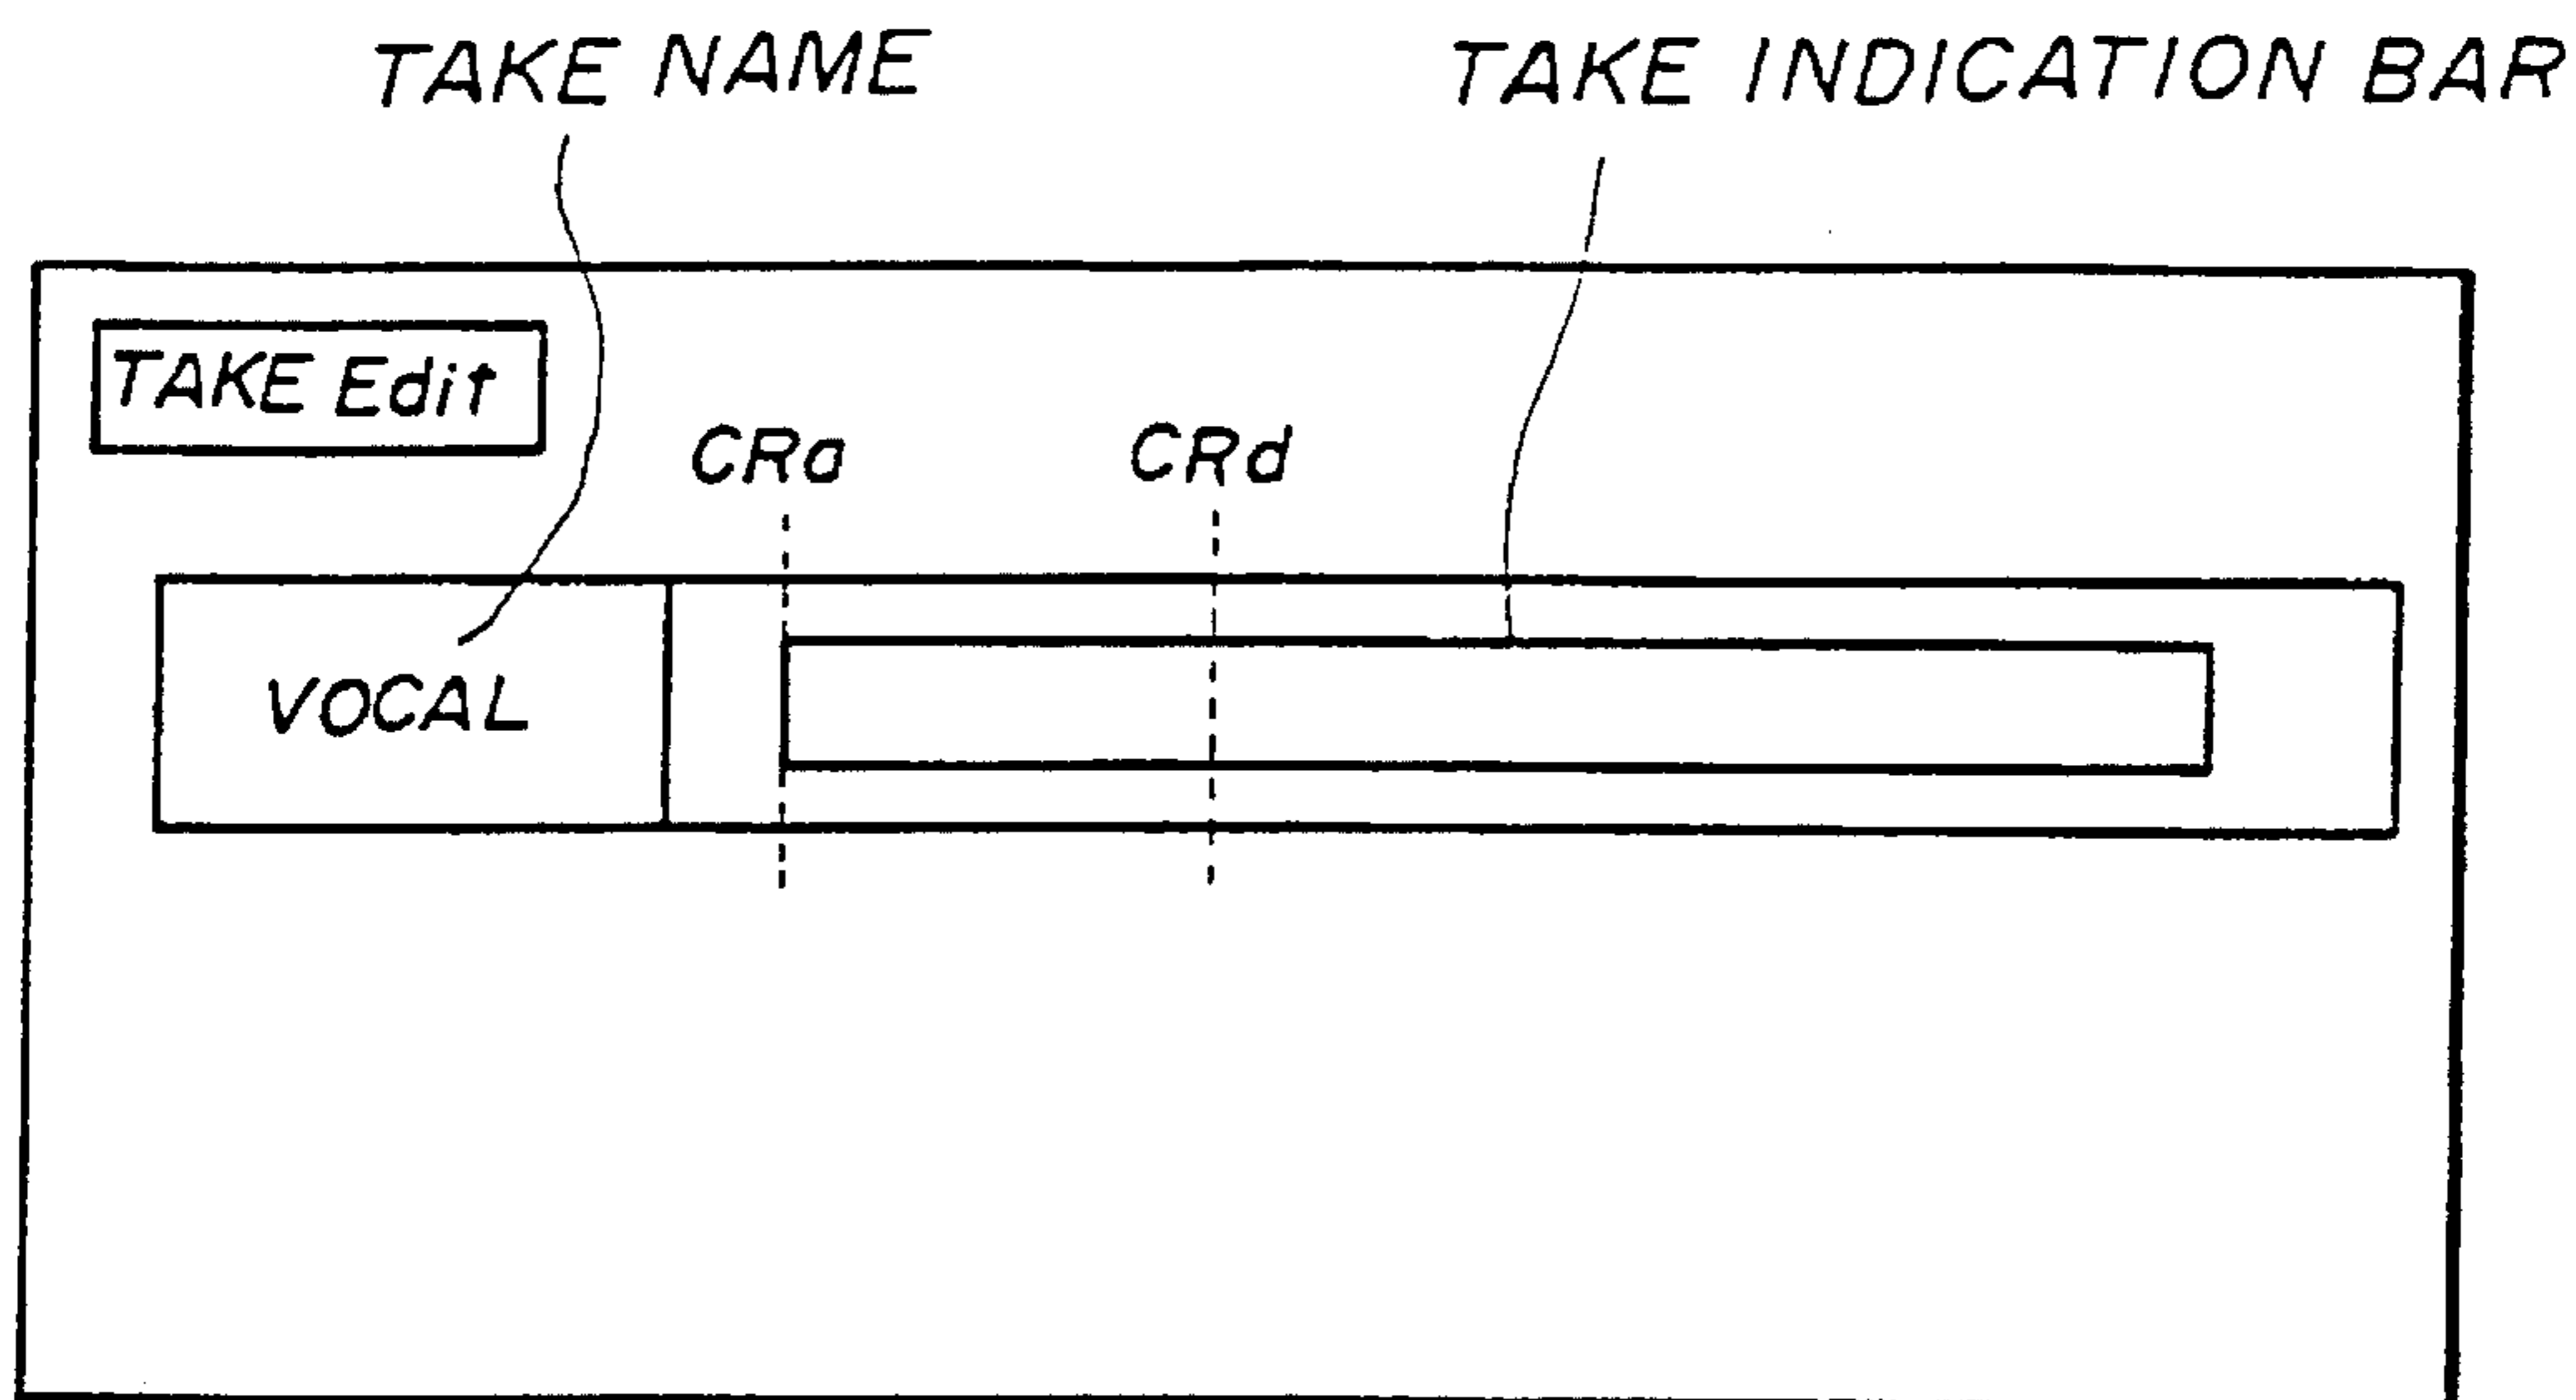 TAKE NAME
TAKE INDICATION BAR
TAKE Edit
CRa
CRd
VOCAL